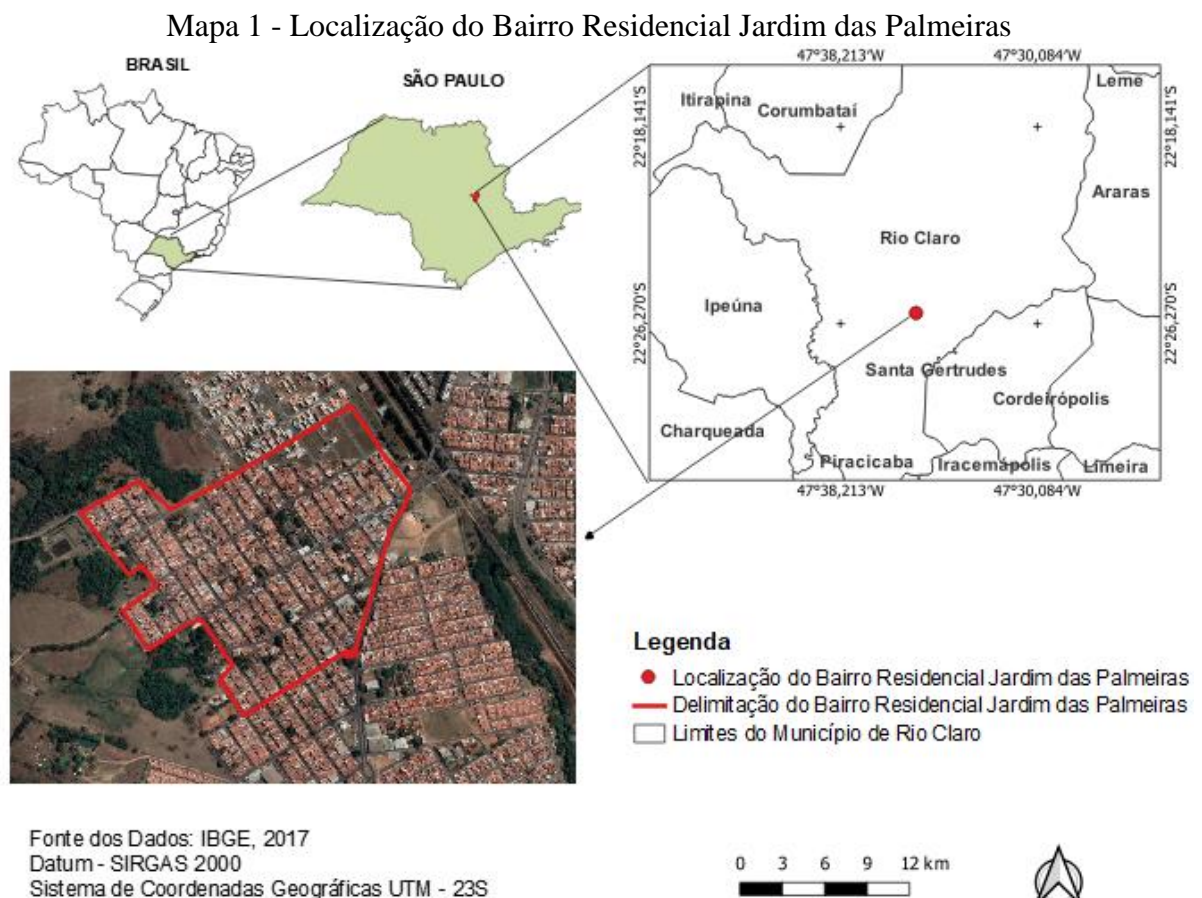 Mapa 1 - Localização do Bairro Residencial Jardim das Palmeiras
BRASIL
SÃO PAULO
47°38,213'W
47°30,084'W
22°18,141'S
22°18,141'S
22°26,270'S
22°26,270'S
Itirapina
Corumbataí
Leme
Araras
Rio Claro
Ipeúna
Santa Gertrudes
Cordeirópolis
Charqueada
Piracicaba
Iracemápolis
Limeira
47°38,213'W
47°30,084'W
Legenda
Localização do Bairro Residencial Jardim das Palmeiras
Delimitação do Bairro Residencial Jardim das Palmeiras
Limites do Município de Rio Claro
Fonte dos Dados: IBGE, 2017
Datum - SIRGAS 2000
Sistema de Coordenadas Geográficas UTM - 23S
0 3 6 9 12 km